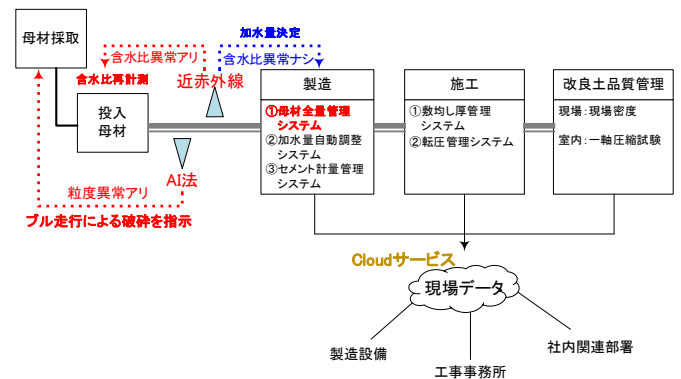 母材採取
加水量決定
含水比異常アリ
含水比異常ナシ
含水比再計測
近赤外線
投入
母材
製造
①母材全量管理
システム
②加水量自動調整
システム
③セメント計量管理
システム
施工
①敷均し厚管理
システム
②転圧管理システム
改良土品質管理
現場：現場密度
室内：一軸圧縮試験
AI法
粒度異常アリ
ブル走行による破砕を指示
Cloudサービス
現場データ
製造設備
工事事務所
社内関連部署